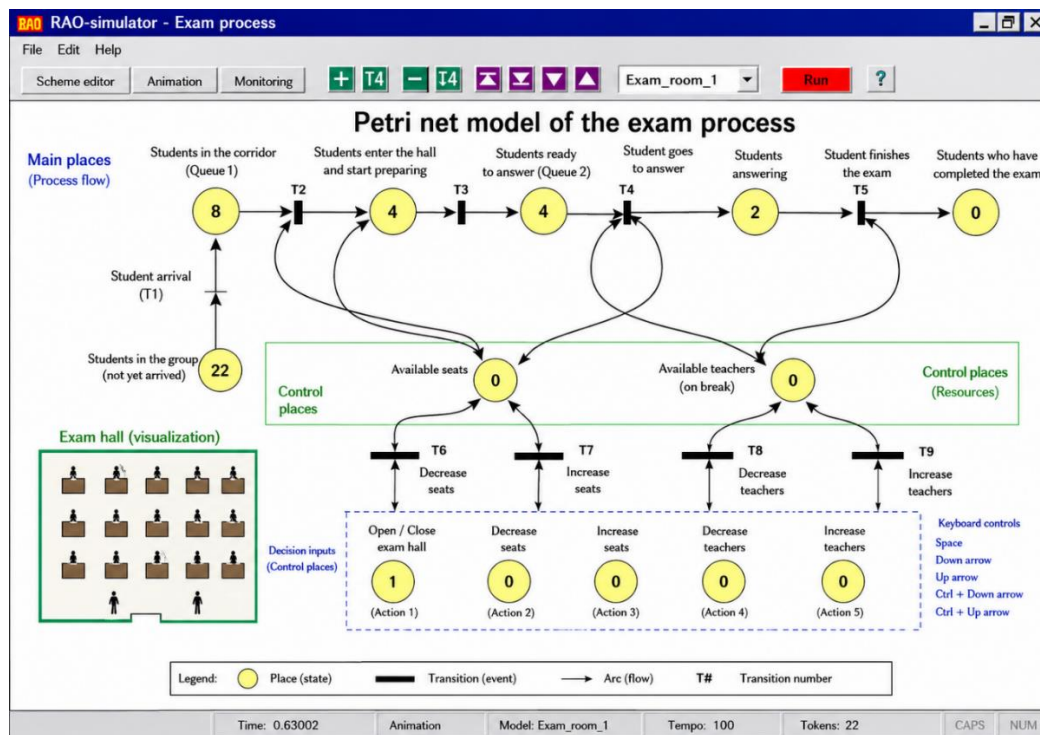 RAO RAO-simulator - Exam process
File Edit Help
Scheme editor Animation Monitoring + T4 − ↧4 Exam_room_1 Run ?
Petri net model of the exam process
Main places
(Process flow)
Students in the corridor
(Queue 1)
Students enter the hall
and start preparing
Students ready
to answer (Queue 2)
Student goes
to answer
Students
answering
Student finishes
the exam
Students who have
completed the exam
T2
T3
T4
T5
8
4
4
2
0
Student arrival
(T1)
Students in the group
(not yet arrived)
22
Available seats
0
Available teachers
(on break)
0
Control
places
Control places
(Resources)
T6
Decrease
seats
T7
Increase
seats
T8
Decrease
teachers
T9
Increase
teachers
Exam hall (visualization)
Decision inputs
(Control places)
Open / Close
exam hall
1
(Action 1)
Decrease
seats
0
(Action 2)
Increase
seats
0
(Action 3)
Decrease
teachers
0
(Action 4)
Increase
teachers
0
(Action 5)
Keyboard controls
Space
Down arrow
Up arrow
Ctrl + Down arrow
Ctrl + Up arrow
Legend: Place (state) Transition (event) Arc (flow) T# Transition number
Time: 0.63002 Animation Model: Exam_room_1 Tempo: 100 Tokens: 22 CAPS NUM